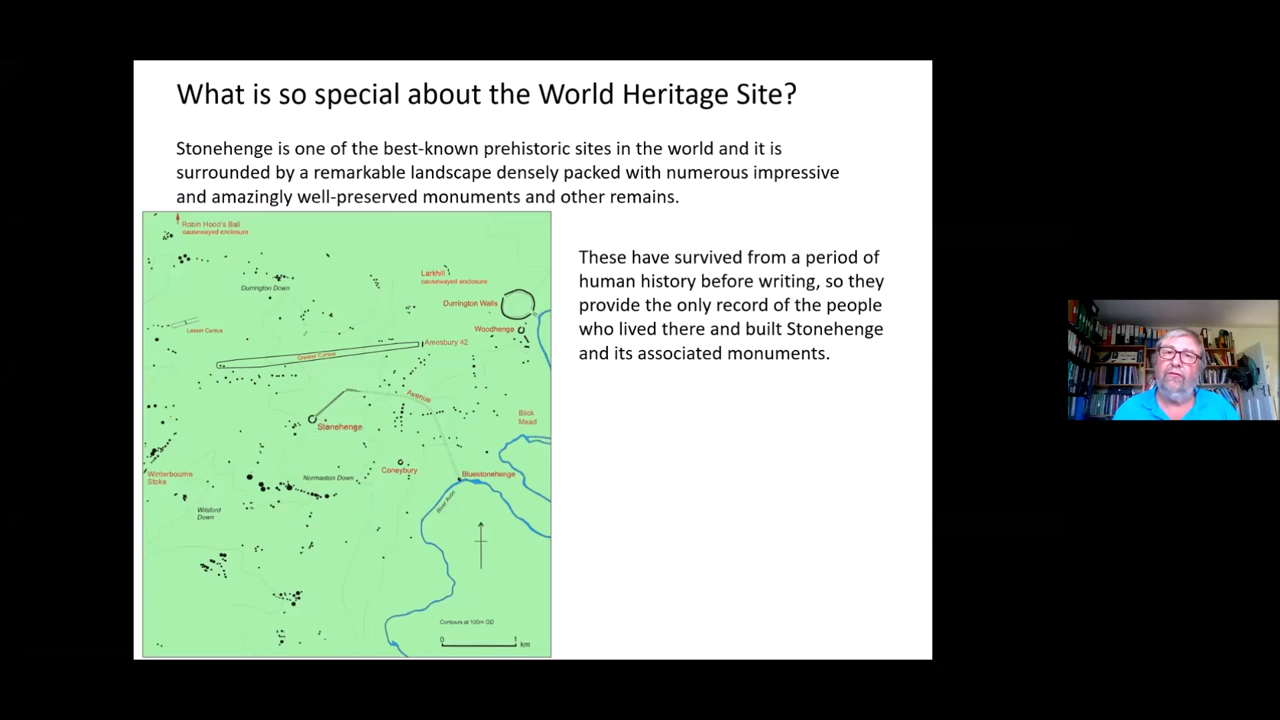 What is so special about the World Heritage Site?
Stonehenge is one of the best-known prehistoric sites in the world and it is
surrounded by a remarkable landscape densely packed with numerous impressive
and amazingly well-preserved monuments and other remains.
Robin Hood's Ball
causewayed enclosure
Durrington Down
Larkhill
causewayed enclosure
Durrington Walls
Woodhenge
Lesser Cursus
Greater Cursus
Amesbury 42
Avenue
Stonehenge
Blick
Mead
Winterbourne
Stoke
Normanton Down
Coneybury
Bluestonehenge
Wilsford
Down
River Avon
Contours at 100m OD
0 1 km
These have survived from a period of
human history before writing, so they
provide the only record of the people
who lived there and built Stonehenge
and its associated monuments.